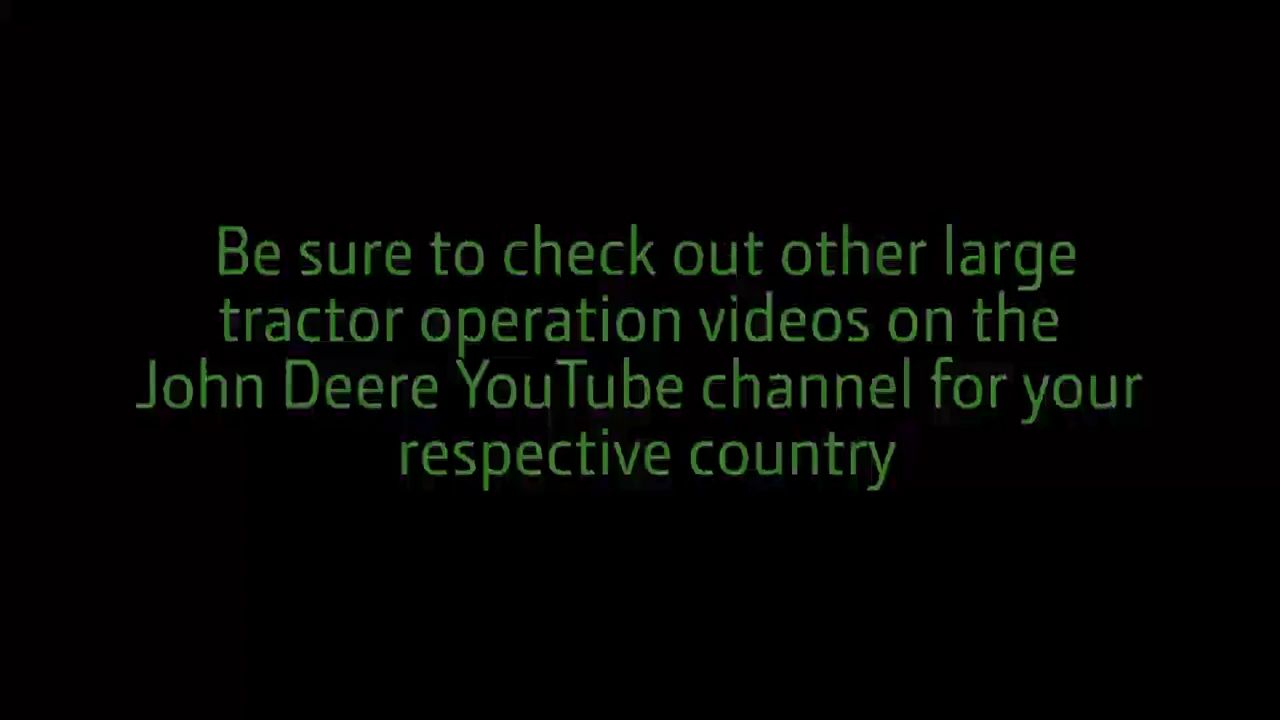 Be sure to check out other large
tractor operation videos on the
John Deere YouTube channel for your
respective country